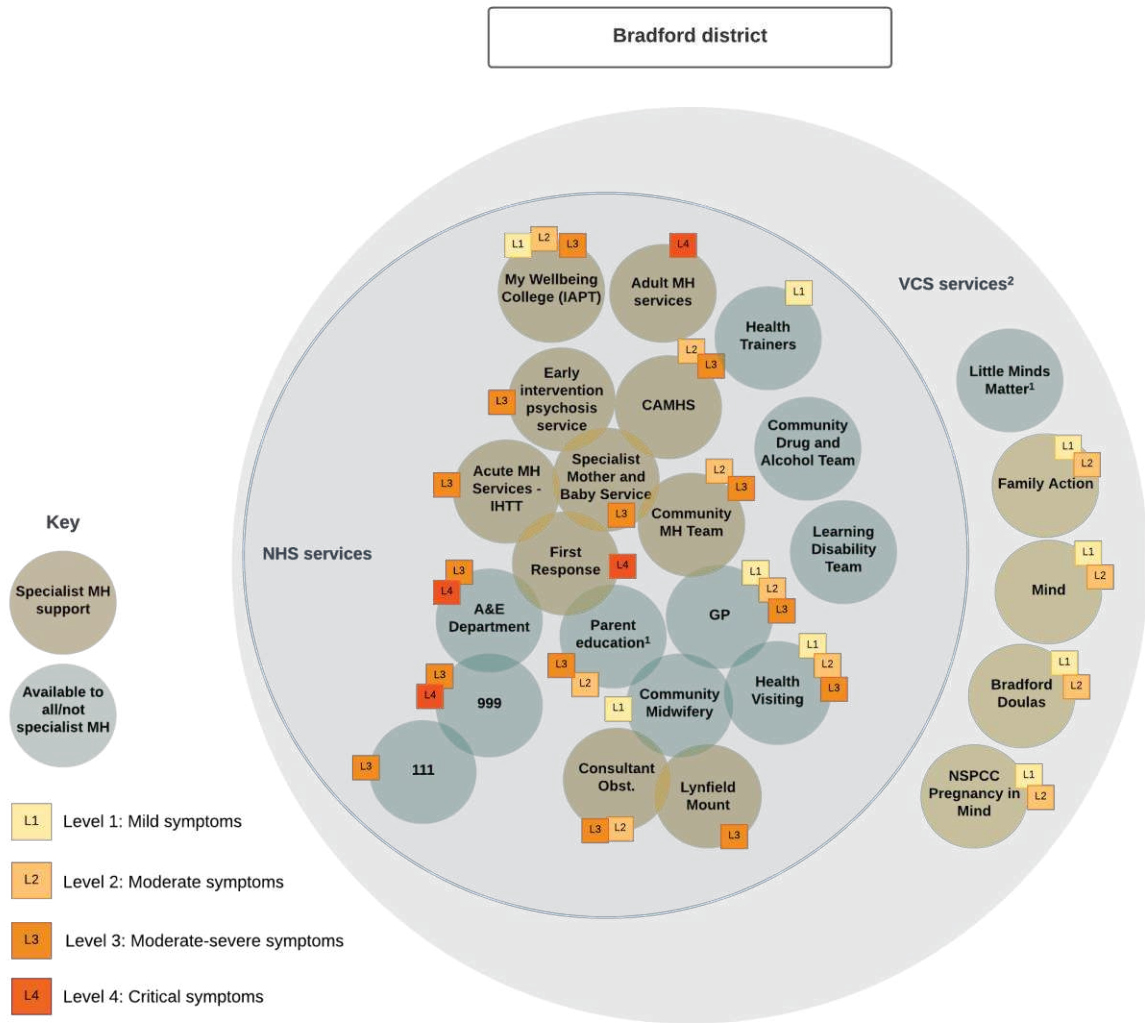 Bradford district
VCS services²
NHS services
L1
L2
L3
My Wellbeing
College (IAPT)
L4
Adult MH
services
L1
Health
Trainers
L3
Early
intervention
psychosis
service
L2
L3
CAMHS
Community
Drug and
Alcohol Team
L3
Acute MH
Services -
IHTT
Specialist
Mother and
Baby Service
L3
L2
L3
Community
MH Team
Learning
Disability
Team
First
Response
L4
L3
L4
A&E
Department
Parent
education¹
L3
L2
L1
L2
L3
GP
L3
L4
999
L1
Community
Midwifery
L1
L2
L3
Health
Visiting
L3
111
Consultant
Obst.
L3
L2
Lynfield
Mount
L3
Little Minds
Matter¹
L1
L2
Family Action
L1
L2
Mind
L1
L2
Bradford
Doulas
L1
L2
NSPCC
Pregnancy in
Mind
Key
Specialist MH
support
Available to
all/not
specialist MH
L1 Level 1: Mild symptoms
L2 Level 2: Moderate symptoms
L3 Level 3: Moderate-severe symptoms
L4 Level 4: Critical symptoms